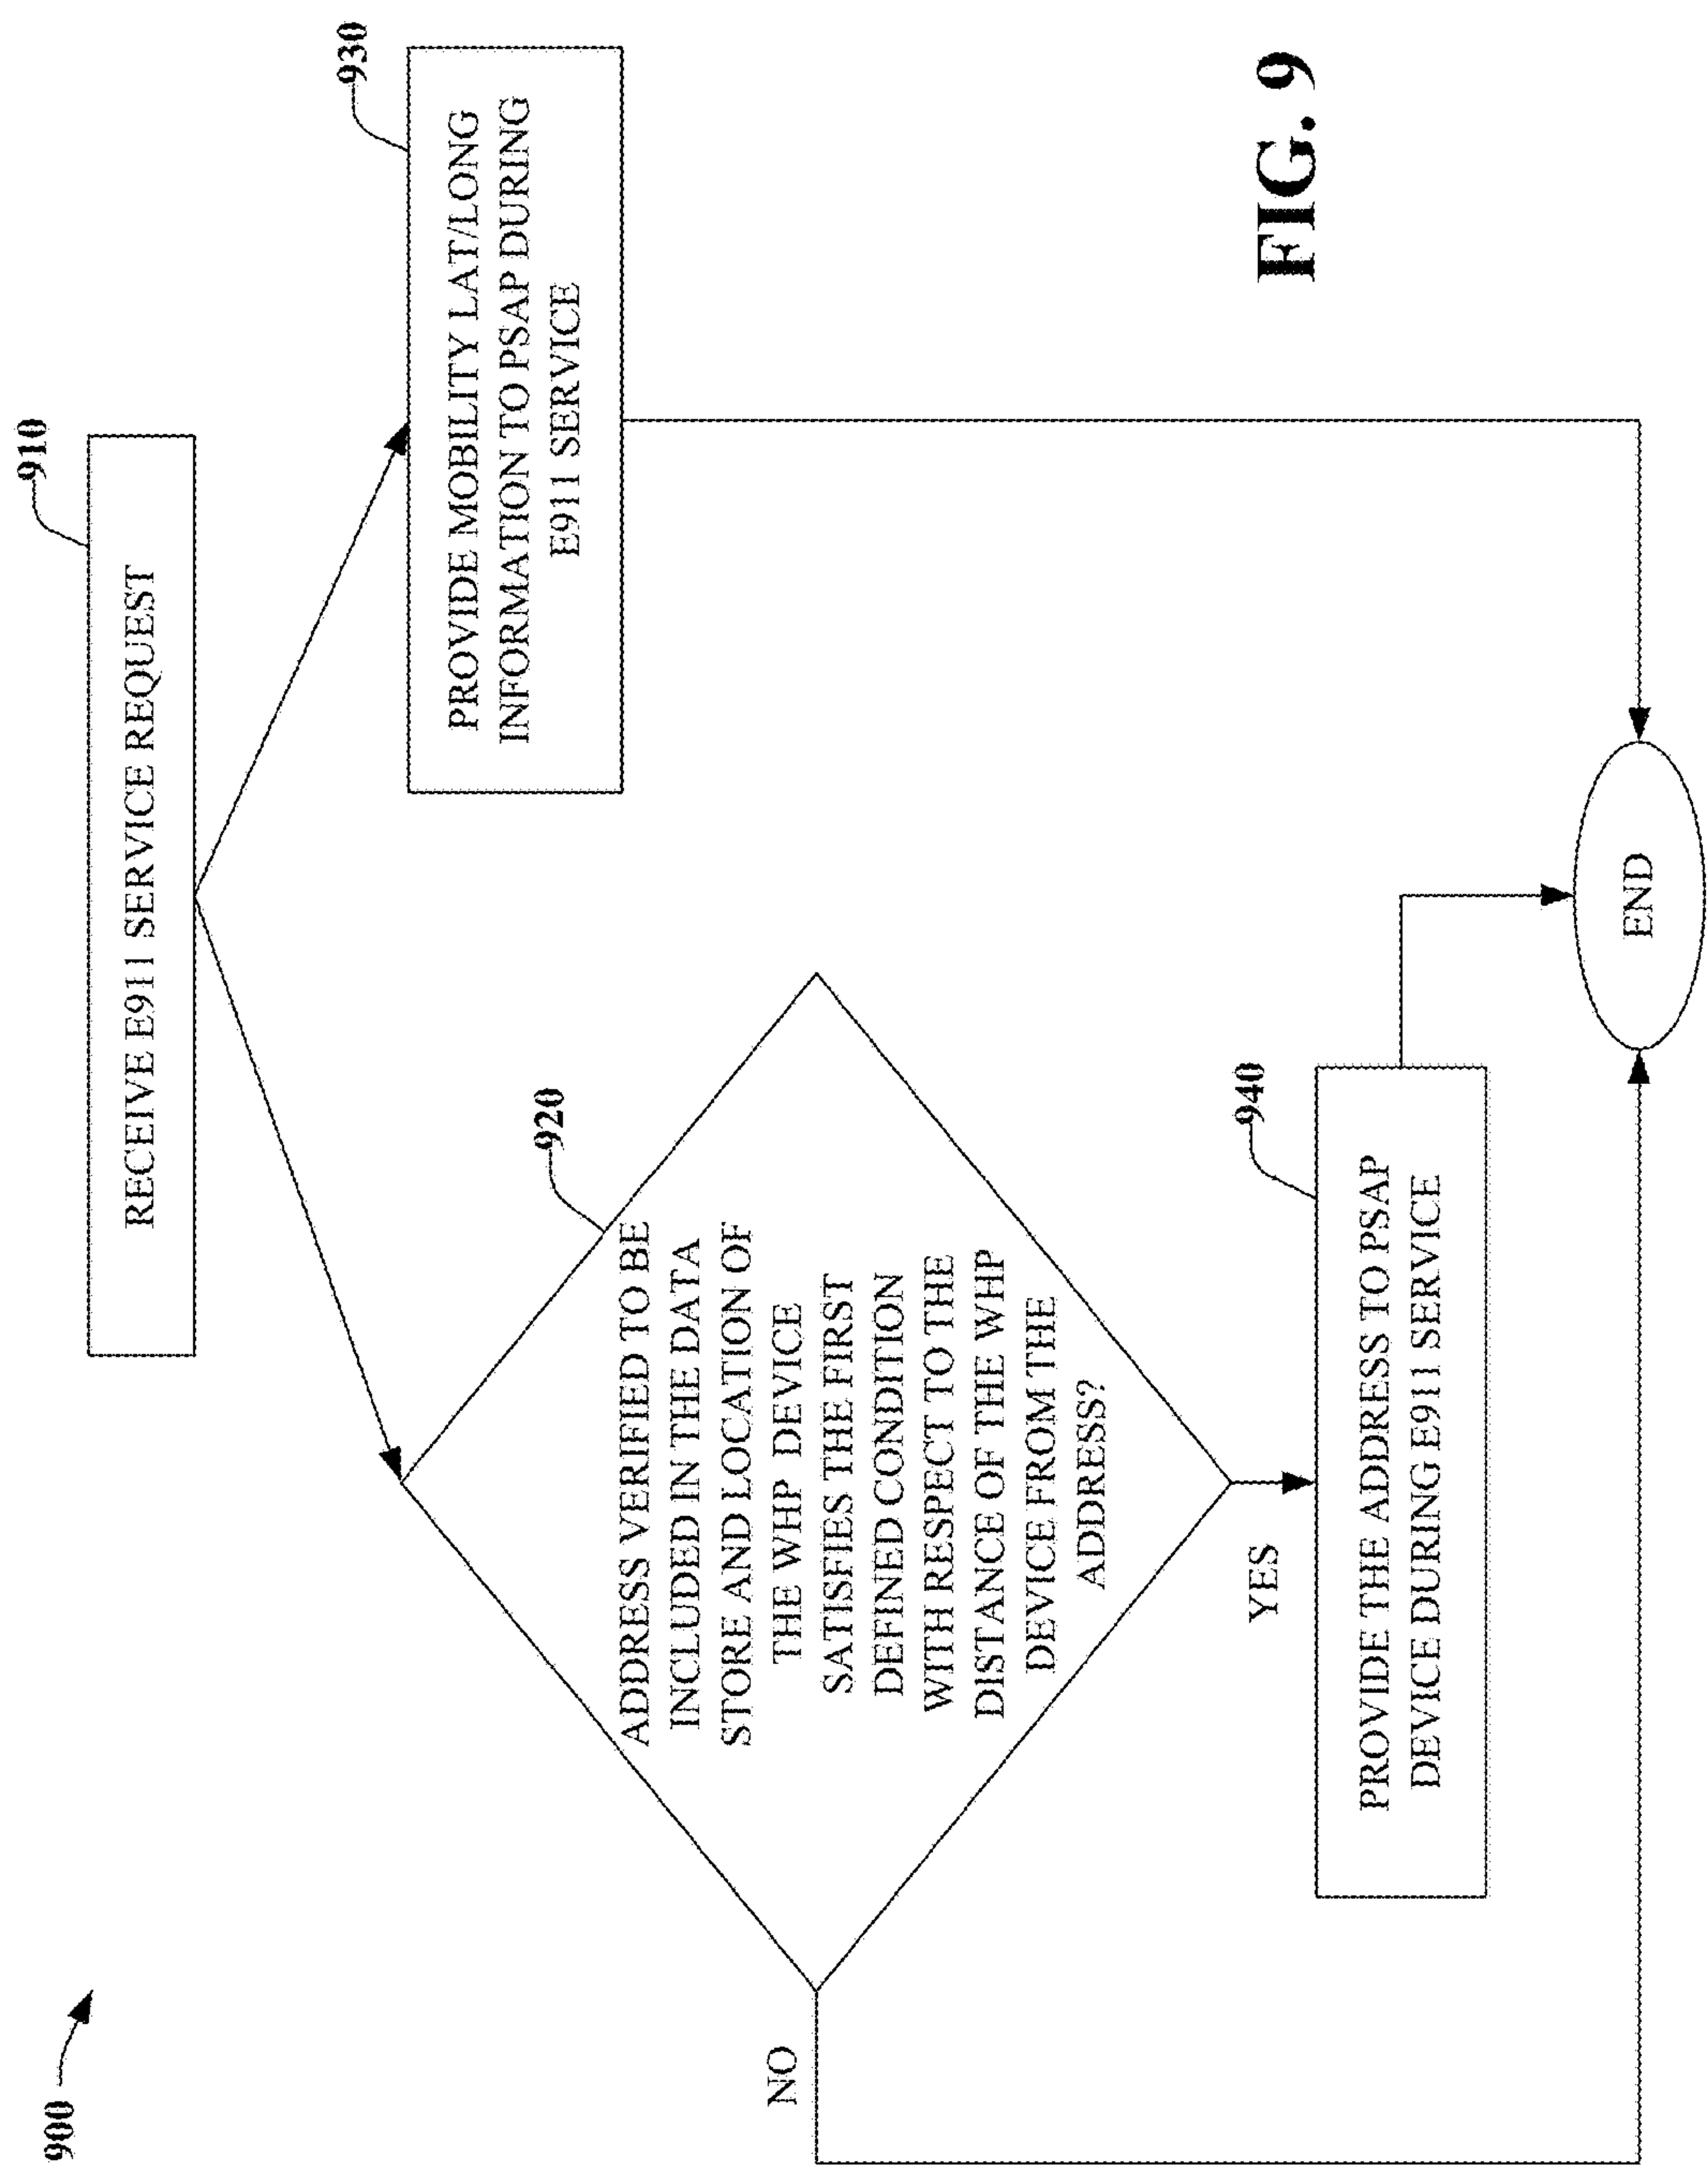 900
910
RECEIVE E911 SERVICE REQUEST
920
ADDRESS VERIFIED TO BE
INCLUDED IN THE DATA
STORE AND LOCATION OF
THE WHP DEVICE
SATISFIES THE FIRST
DEFINED CONDITION
WITH RESPECT TO THE
DISTANCE OF THE WHP
DEVICE FROM THE
ADDRESS?
930
PROVIDE MOBILITY LAT/LONG
INFORMATION TO PSAP DURING
E911 SERVICE
NO
YES
940
PROVIDE THE ADDRESS TO PSAP
DEVICE DURING E911 SERVICE
END
FIG. 9